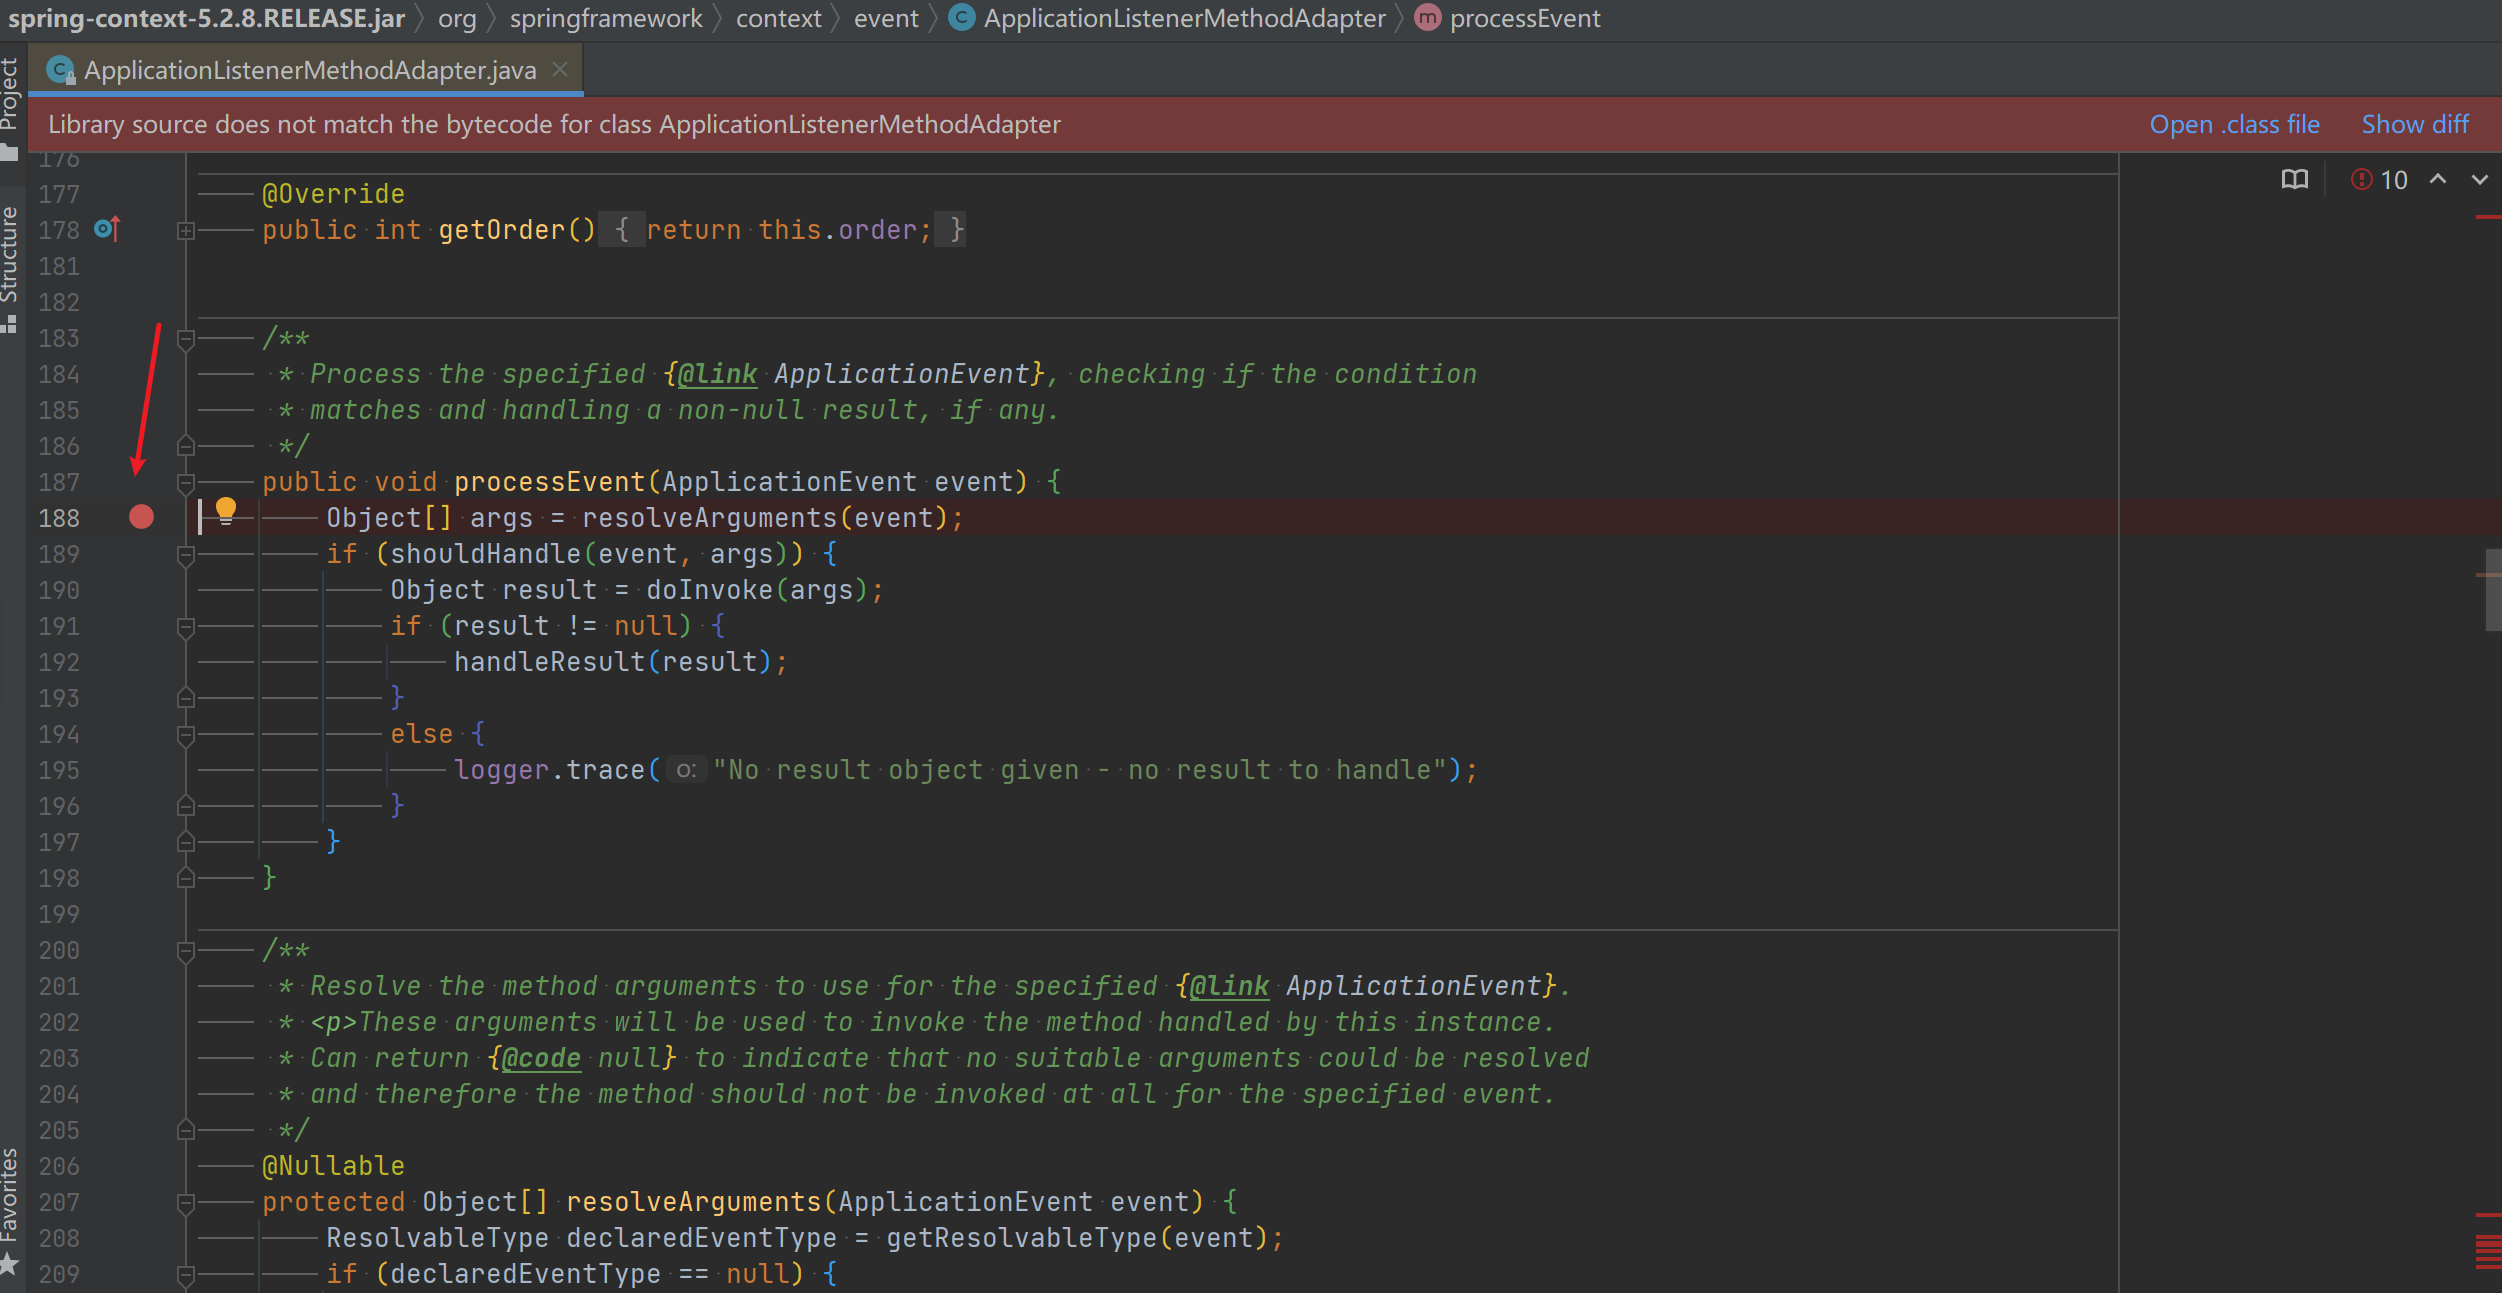 spring-context-5.2.8.RELEASE.jar org springframework context event C ApplicationListenerMethodAdapter m processEvent
C ApplicationListenerMethodAdapter.java
Project
Structure
Favorites
Library source does not match the bytecode for class ApplicationListenerMethodAdapter Open .class file Show diff
10
176
177 @Override
178 public int getOrder() { return this.order; }
181
182
183 /**
184 * Process the specified {@link ApplicationEvent}, checking if the condition
185 * matches and handling a non-null result, if any.
186 */
187 public void processEvent(ApplicationEvent event) {
188 Object[] args = resolveArguments(event);
189 if (shouldHandle(event, args)) {
190 Object result = doInvoke(args);
191 if (result != null) {
192 handleResult(result);
193 }
194 else {
195 logger.trace( o: "No result object given - no result to handle");
196 }
197 }
198 }
199
200 /**
201 * Resolve the method arguments to use for the specified {@link ApplicationEvent}.
202 * <p>These arguments will be used to invoke the method handled by this instance.
203 * Can return {@code null} to indicate that no suitable arguments could be resolved
204 * and therefore the method should not be invoked at all for the specified event.
205 */
206 @Nullable
207 protected Object[] resolveArguments(ApplicationEvent event) {
208 ResolvableType declaredEventType = getResolvableType(event);
209 if (declaredEventType == null) {